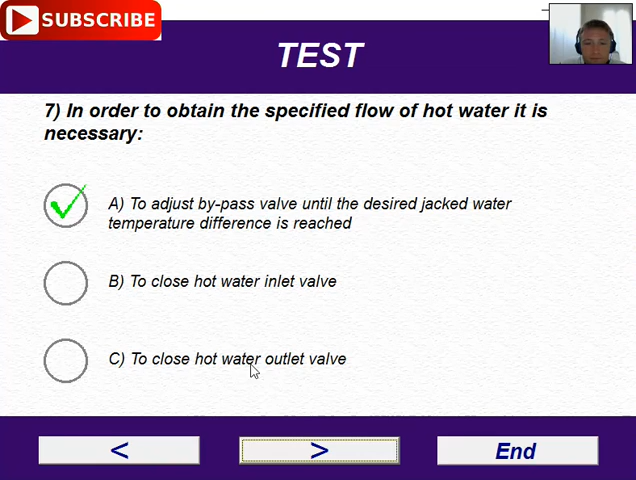 SUBSCRIBE
TEST
7) In order to obtain the specified flow of hot water it is
necessary:
A) To adjust by-pass valve until the desired jacked water
temperature difference is reached
B) To close hot water inlet valve
C) To close hot water outlet valve
<
>
End